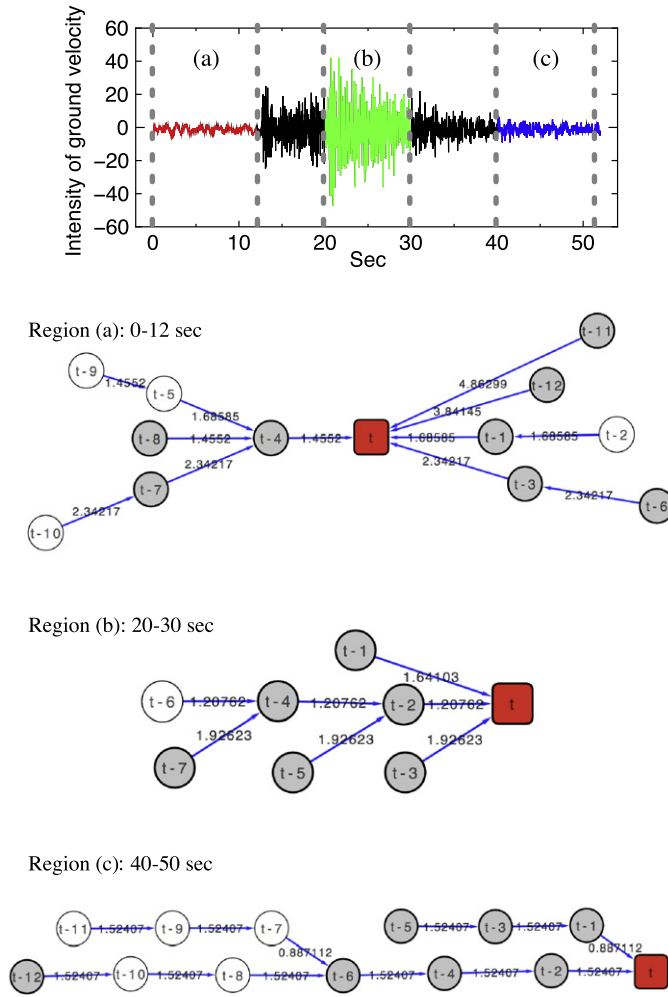 Intensity of ground velocity
60
40
20
0
−20
−40
−60
(a)
(b)
(c)
0
10
20
30
40
50
Sec
Region (a): 0-12 sec
t-11
t-9
1.4552
t-5
4.86299
t-12
3.84145
1.68585
t-8
1.4552
t-4
1.4552
t
1.68585
t-1
1.68585
t-2
2.34217
2.34217
t-7
t-3
2.34217
t-6
2.34217
t-10
Region (b): 20-30 sec
t-1
1.64103
t-6
1.20762
t-4
1.20762
t-2
1.20762
t
1.92623
1.92623
1.92623
t-7
t-5
t-3
Region (c): 40-50 sec
t-11
1.52407
t-9
1.52407
t-7
t-5
1.52407
t-3
1.52407
t-1
0.887112
0.887112
t-12
1.52407
t-10
1.52407
t-8
1.52407
t-6
1.52407
t-4
1.52407
t-2
1.52407
t